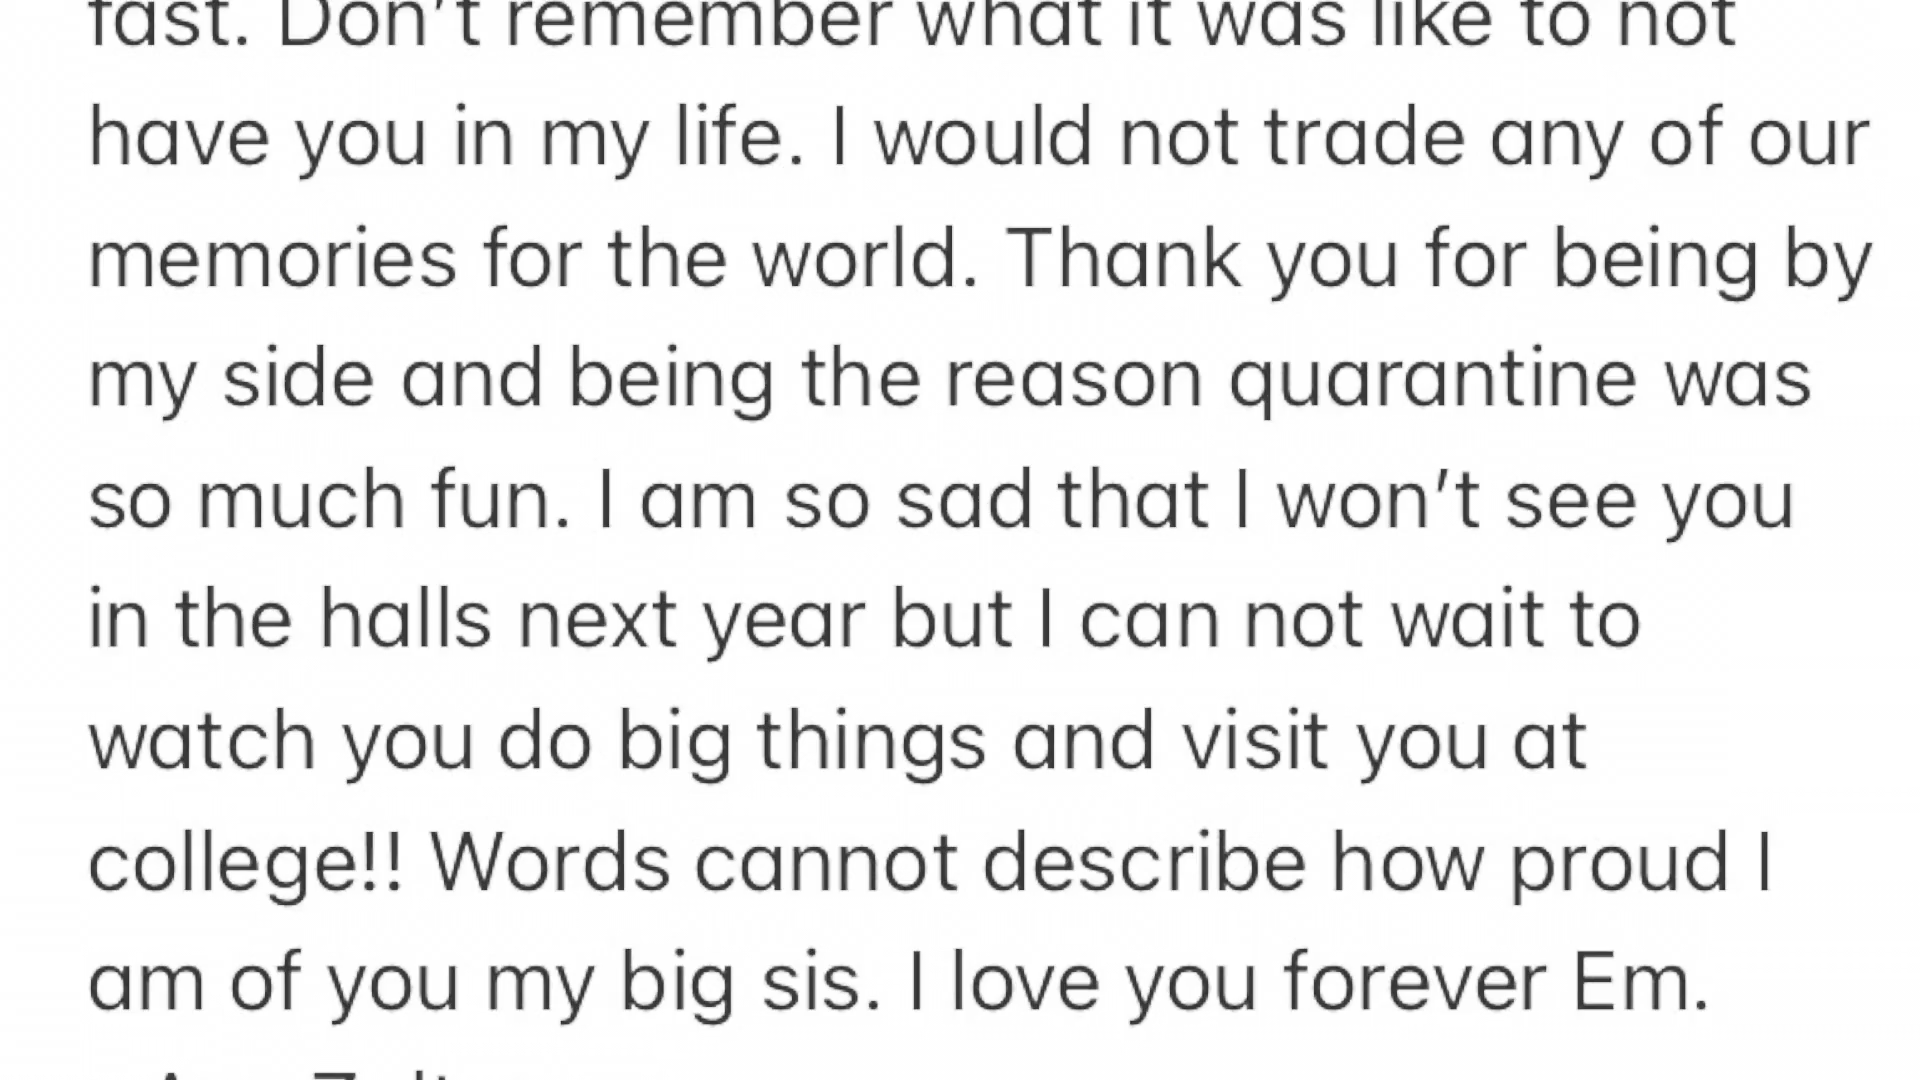 fast. Don't remember what it was like to not
have you in my life. I would not trade any of our
memories for the world. Thank you for being by
my side and being the reason quarantine was
so much fun. I am so sad that I won't see you
in the halls next year but I can not wait to
watch you do big things and visit you at
college!! Words cannot describe how proud I
am of you my big sis. I love you forever Em.